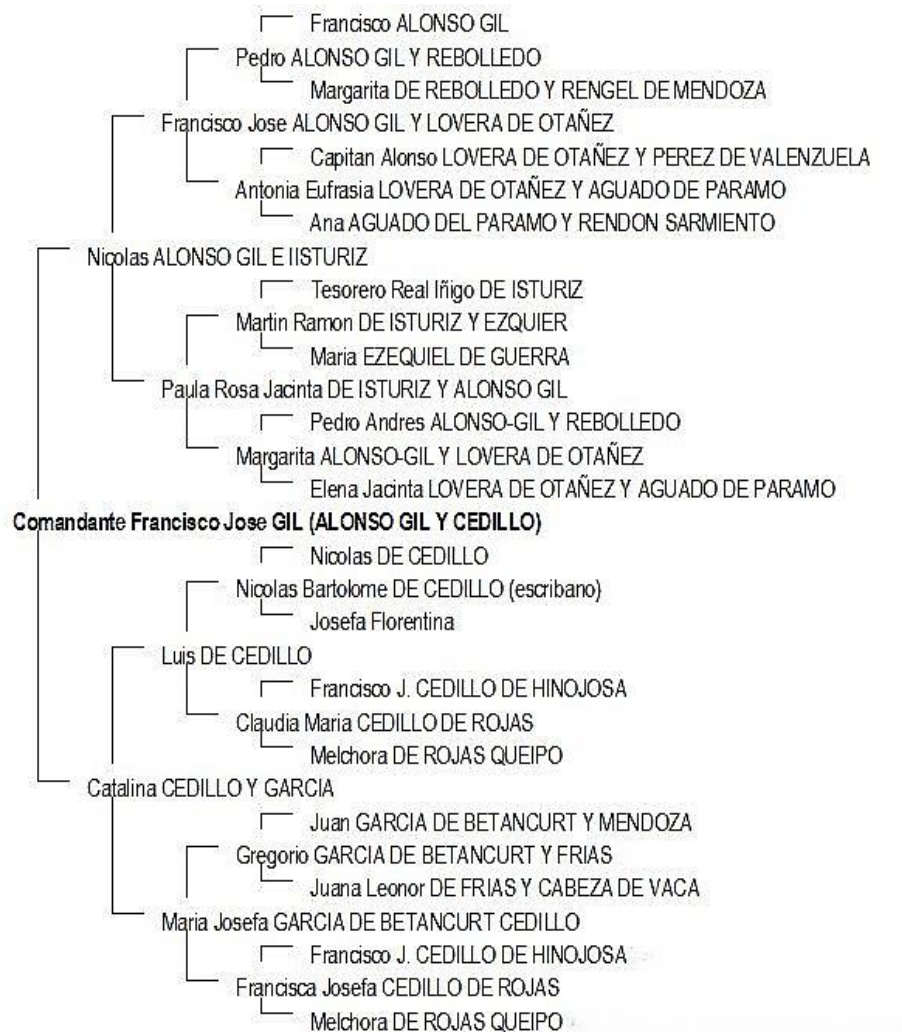 Francisco ALONSO GIL
Pedro ALONSO GIL Y REBOLLEDO
Margarita DE REBOLLEDO Y RENGEL DE MENDOZA
Francisco Jose ALONSO GIL Y LOVERA DE OTAÑEZ
Capitan Alonso LOVERA DE OTAÑEZ Y PEREZ DE VALENZUELA
Antonia Eufrasia LOVERA DE OTAÑEZ Y AGUADO DE PARAMO
Ana AGUADO DEL PARAMO Y RENDON SARMIENTO
Nicolas ALONSO GIL E IISTURIZ
Tesorero Real Iñigo DE ISTURIZ
Martin Ramon DE ISTURIZ Y EZQUIER
Maria EZEQUIEL DE GUERRA
Paula Rosa Jacinta DE ISTURIZ Y ALONSO GIL
Pedro Andres ALONSO-GIL Y REBOLLEDO
Margarita ALONSO-GIL Y LOVERA DE OTAÑEZ
Elena Jacinta LOVERA DE OTAÑEZ Y AGUADO DE PARAMO
Comandante Francisco Jose GIL (ALONSO GIL Y CEDILLO)
Nicolas DE CEDILLO
Nicolas Bartolome DE CEDILLO (escribano)
Josefa Florentina
Luis DE CEDILLO
Francisco J. CEDILLO DE HINOJOSA
Claudia Maria CEDILLO DE ROJAS
Melchora DE ROJAS QUEIPO
Catalina CEDILLO Y GARCIA
Juan GARCIA DE BETANCURT Y MENDOZA
Gregorio GARCIA DE BETANCURT Y FRIAS
Juana Leonor DE FRIAS Y CABEZA DE VACA
Maria Josefa GARCIA DE BETANCURT CEDILLO
Francisco J. CEDILLO DE HINOJOSA
Francisca Josefa CEDILLO DE ROJAS
Melchora DE ROJAS QUEIPO